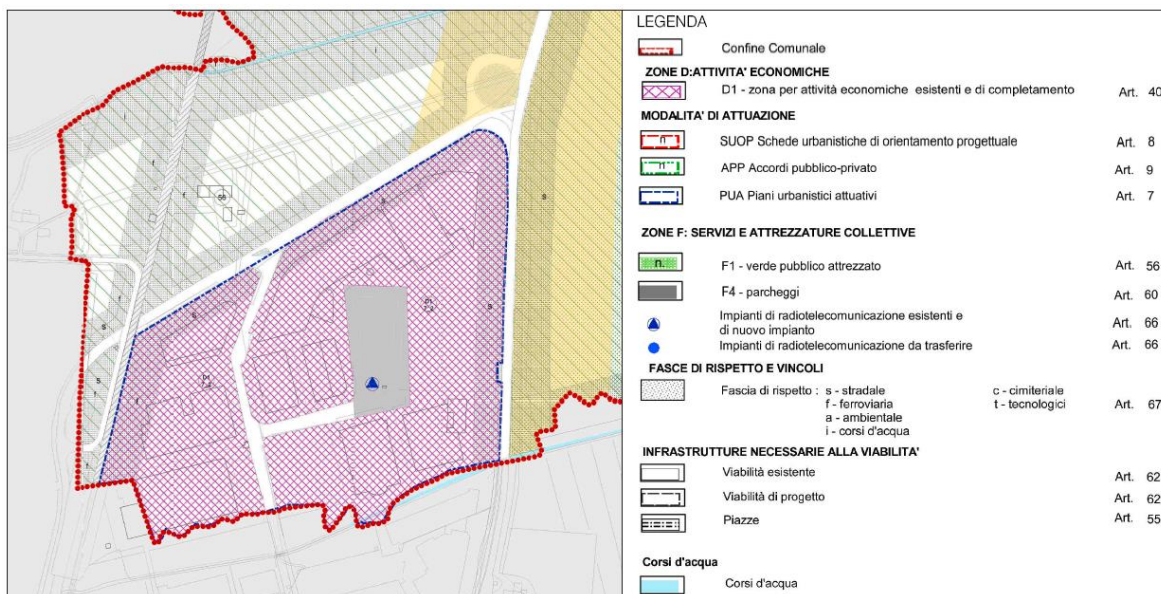 LEGENDA
Confine Comunale
ZONE D:ATTIVITA' ECONOMICHE
D1 - zona per attività economiche esistenti e di completamento Art. 40
MODALITA' DI ATTUAZIONE
n SUOP Schede urbanistiche di orientamento progettuale Art. 8
n APP Accordi pubblico-privato Art. 9
PUA Piani urbanistici attuativi Art. 7
ZONE F: SERVIZI E ATTREZZATURE COLLETTIVE
n. F1 - verde pubblico attrezzato Art. 56
F4 - parcheggi Art. 60
Impianti di radiotelecomunicazione esistenti e
di nuovo impianto Art. 66
Impianti di radiotelecomunicazione da trasferire Art. 66
FASCE DI RISPETTO E VINCOLI
Fascia di rispetto : s - stradale c - cimiteriale
f - ferroviaria t - tecnologici Art. 67
a - ambientale
i - corsi d'acqua
INFRASTRUTTURE NECESSARIE ALLA VIABILITA'
Viabilità esistente Art. 62
Viabilità di progetto Art. 62
Piazze Art. 55
Corsi d'acqua
Corsi d'acqua
i
i
f
f
56
s
s
D1
s
f
s
s
D1
s
f
f
s